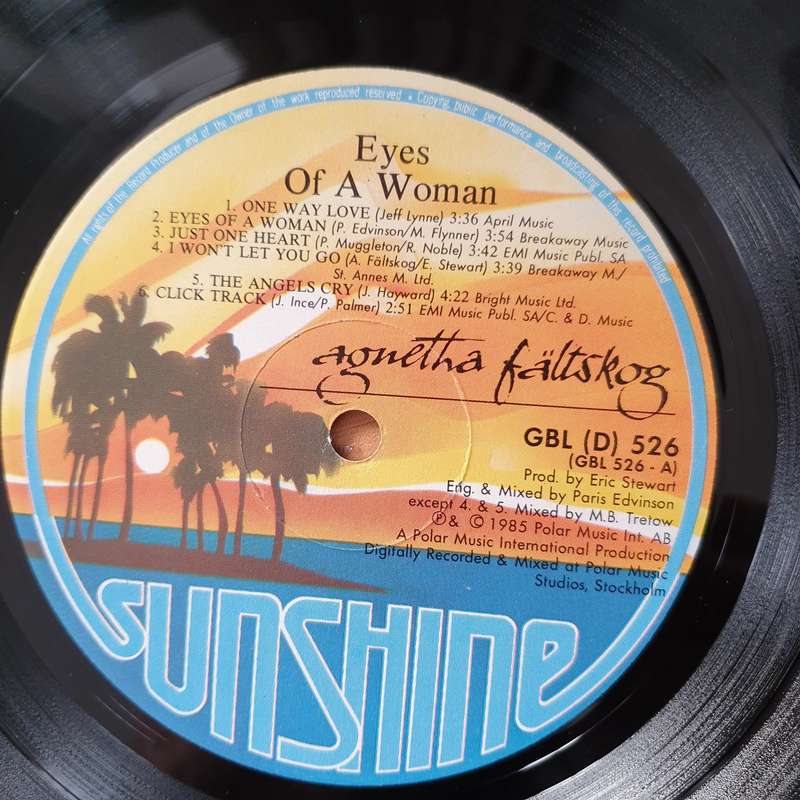 All rights of the Record Producer and of the Owner of the work reproduced reserved • Copying, public performance and broadcasting of this record prohibited
Eyes
Of A Woman
1. ONE WAY LOVE (Jeff Lynne) 3:36 April Music
2. EYES OF A WOMAN (P. Edvinson/M. Flynner) 3:54 Breakaway Music
3. JUST ONE HEART (P. Muggleton/R. Noble) 3:42 EMI Music Publ. SA
4. I WON'T LET YOU GO (A. Fältskog/E. Stewart) 3:39 Breakaway M./
St. Annes M. Ltd.
5. THE ANGELS CRY (J. Hayward) 4:22 Bright Music Ltd.
6. CLICK TRACK (J. Ince/P. Palmer) 2:51 EMI Music Publ. SA/C. & D. Music
agnetha fältskog
GBL (D) 526
(GBL 526 - A)
Prod. by Eric Stewart
Eng. & Mixed by Paris Edvinson
except 4. & 5. Mixed by M.B. Tretow
℗& © 1985 Polar Music Int. AB
A Polar Music International Production
Digitally Recorded & Mixed at Polar Music
Studios, Stockholm
SUNSHINE